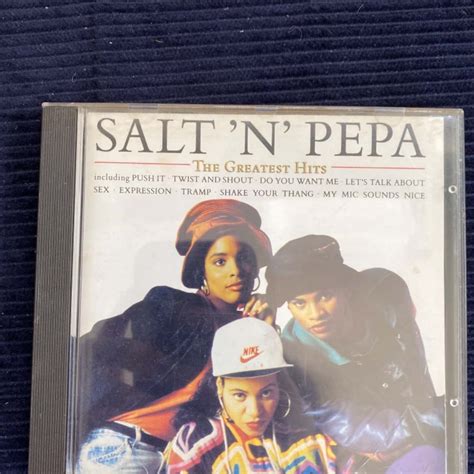 SALT 'N' PEPA
THE GREATEST HITS
including PUSH IT · TWIST AND SHOUT · DO YOU WANT ME · LET'S TALK ABOUT
SEX · EXPRESSION · TRAMP · SHAKE YOUR THANG · MY MIC SOUNDS NICE
NIKE
AIR